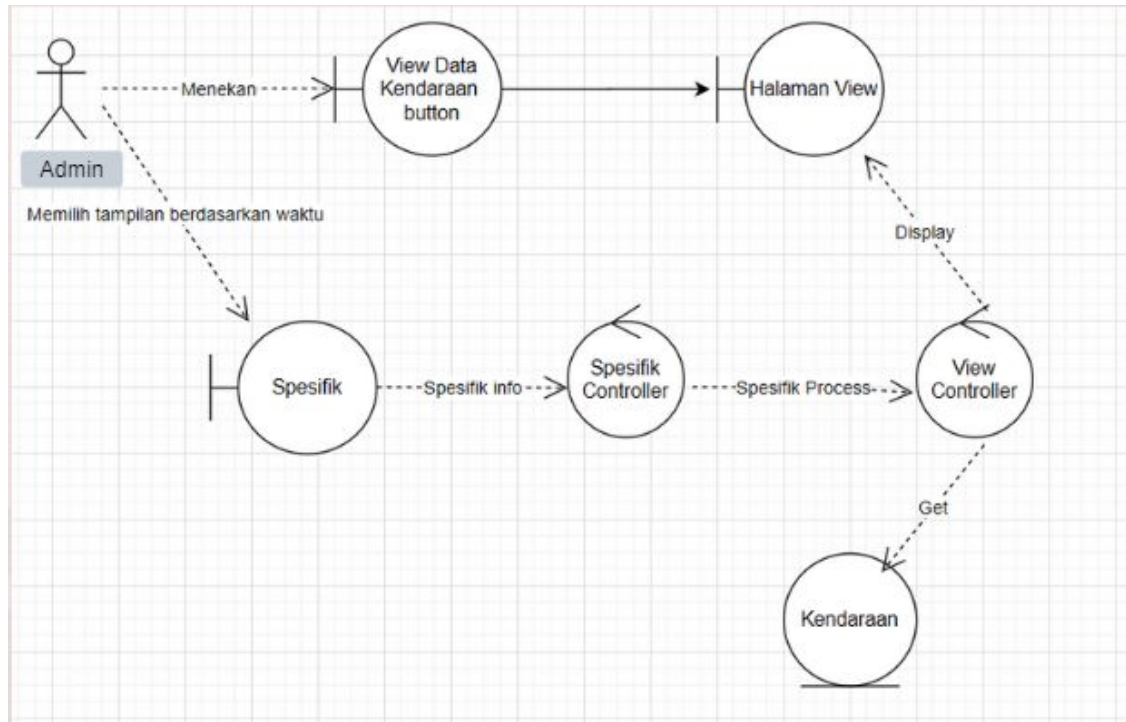 View Data
Kendaraan
button
Menekan
Halaman View
Admin
Memilih tampilan berdasarkan waktu
Display
Spesifik
Spesifik info
Spesifik
Controller
Spesifik Process
View
Controller
Get
Kendaraan